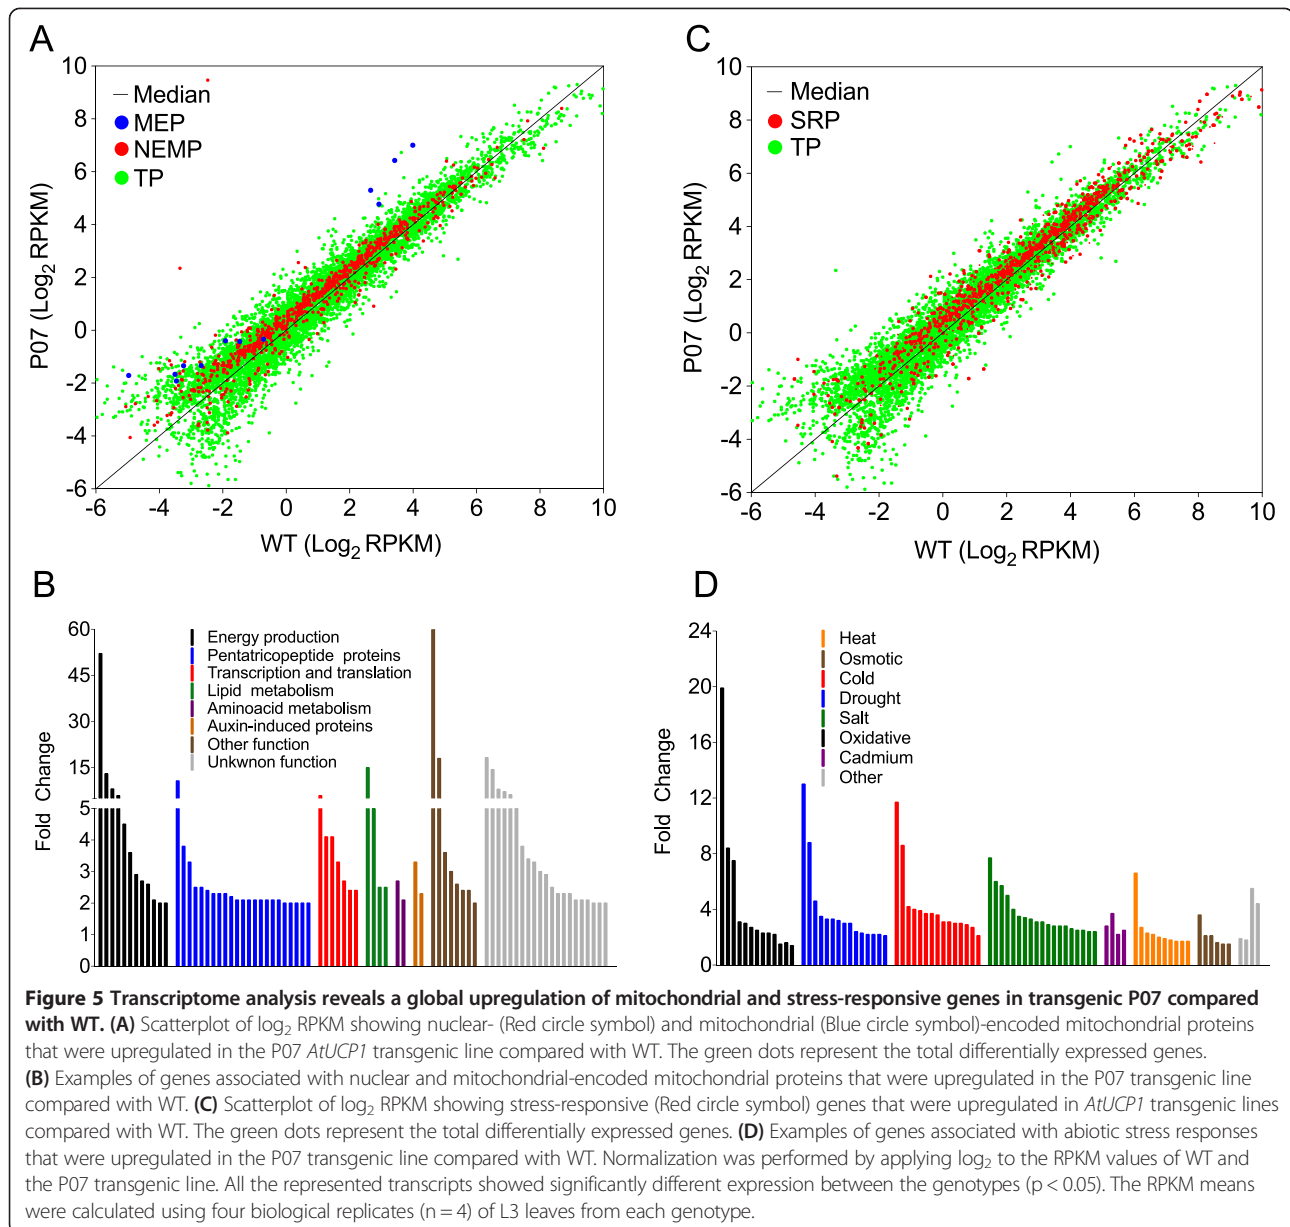 A
10
8
6
4
2
0
-2
-4
-6
-6 -4 -2 0 2 4 6 8 10
P07 (Log2 RPKM)
WT (Log2 RPKM)
Median
MEP
NEMP
TP
C
10
8
6
4
2
0
-2
-4
-6
-6 -4 -2 0 2 4 6 8 10
P07 (Log2 RPKM)
WT (Log2 RPKM)
Median
SRP
TP
B
60
45
30
15
5
4
3
2
1
0
Fold Change
Energy production
Pentatricopeptide proteins
Transcription and translation
Lipid metabolism
Aminoacid metabolism
Auxin-induced proteins
Other function
Unkwnon function
D
24
20
16
12
8
4
0
Fold Change
Heat
Osmotic
Cold
Drought
Salt
Oxidative
Cadmium
Other
Figure 5 Transcriptome analysis reveals a global upregulation of mitochondrial and stress-responsive genes in transgenic P07 compared
with WT. (A) Scatterplot of log2 RPKM showing nuclear- (Red circle symbol) and mitochondrial (Blue circle symbol)-encoded mitochondrial proteins
that were upregulated in the P07 AtUCP1 transgenic line compared with WT. The green dots represent the total differentially expressed genes.
(B) Examples of genes associated with nuclear and mitochondrial-encoded mitochondrial proteins that were upregulated in the P07 transgenic line
compared with WT. (C) Scatterplot of log2 RPKM showing stress-responsive (Red circle symbol) genes that were upregulated in AtUCP1 transgenic lines
compared with WT. The green dots represent the total differentially expressed genes. (D) Examples of genes associated with abiotic stress responses
that were upregulated in the P07 transgenic line compared with WT. Normalization was performed by applying log2 to the RPKM values of WT and
the P07 transgenic line. All the represented transcripts showed significantly different expression between the genotypes (p < 0.05). The RPKM means
were calculated using four biological replicates (n = 4) of L3 leaves from each genotype.